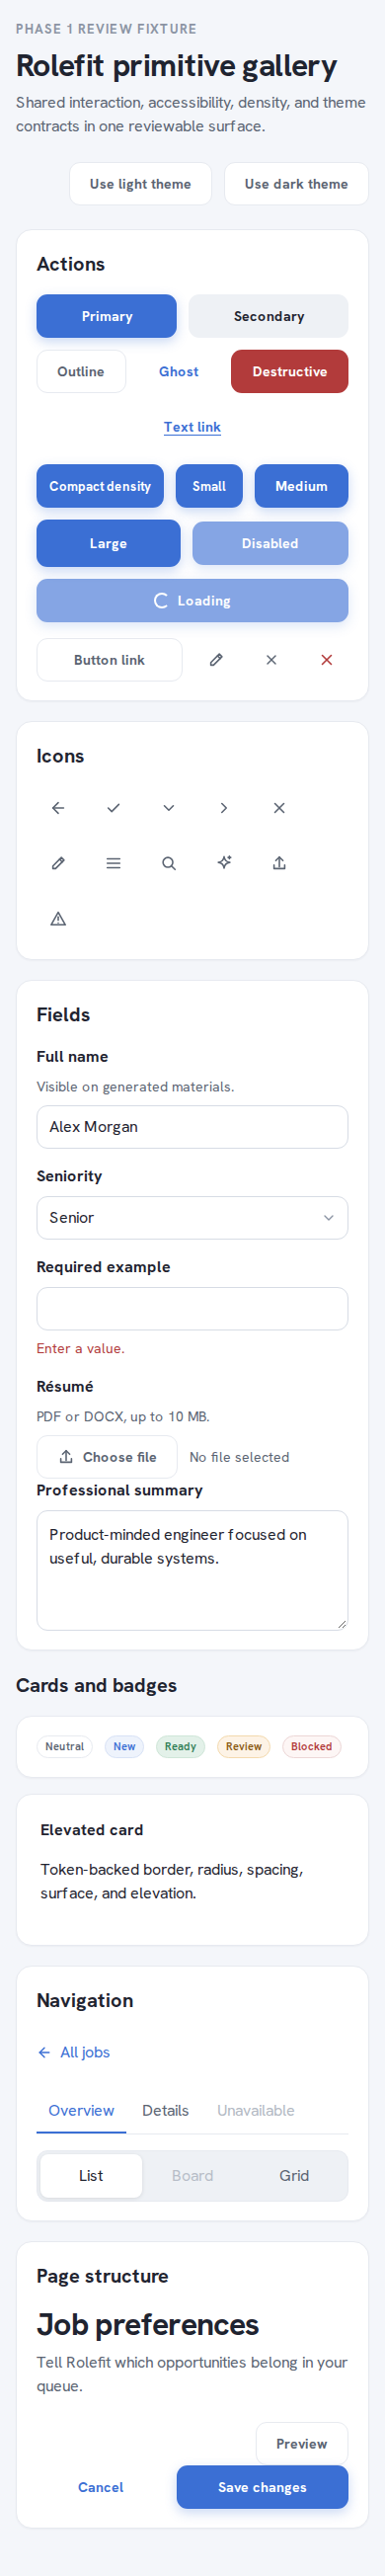 PHASE 1 REVIEW FIXTURE
Rolefit primitive gallery
Shared interaction, accessibility, density, and theme
contracts in one reviewable surface.
Use light theme
Use dark theme
Actions
Primary
Secondary
Outline
Ghost
Destructive
Text link
Compact density
Small
Medium
Large
Disabled
Loading
Button link
Icons
Fields
Full name
Visible on generated materials.
Alex Morgan
Seniority
Senior
Required example
Enter a value.
Résumé
PDF or DOCX, up to 10 MB.
Choose file
No file selected
Professional summary
Product-minded engineer focused on
useful, durable systems.
Cards and badges
Neutral
New
Ready
Review
Blocked
Elevated card
Token-backed border, radius, spacing,
surface, and elevation.
Navigation
All jobs
Overview
Details
Unavailable
List
Board
Grid
Page structure
Job preferences
Tell Rolefit which opportunities belong in your
queue.
Preview
Cancel
Save changes